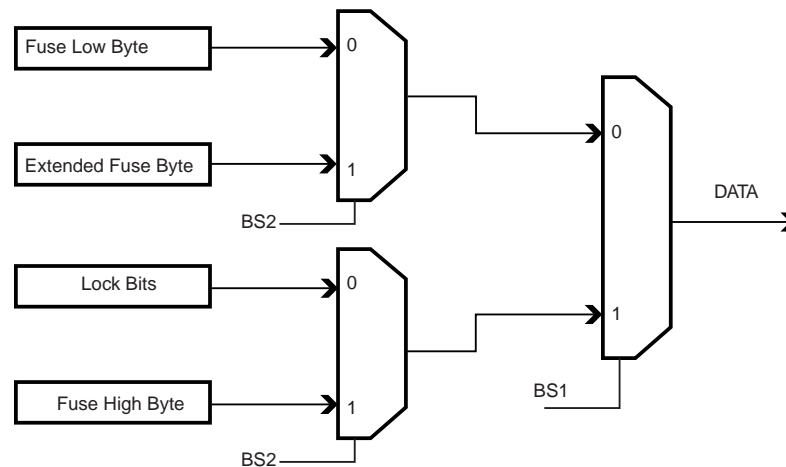 Fuse Low Byte
0
Extended Fuse Byte
1
BS2
0
DATA
Lock Bits
0
1
Fuse High Byte
1
BS1
BS2